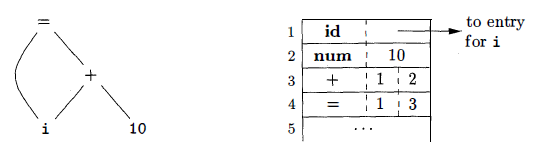 =
+
i 10
1 id to entry
for i
2 num 10
3 + 1 2
4 = 1 3
5 ...